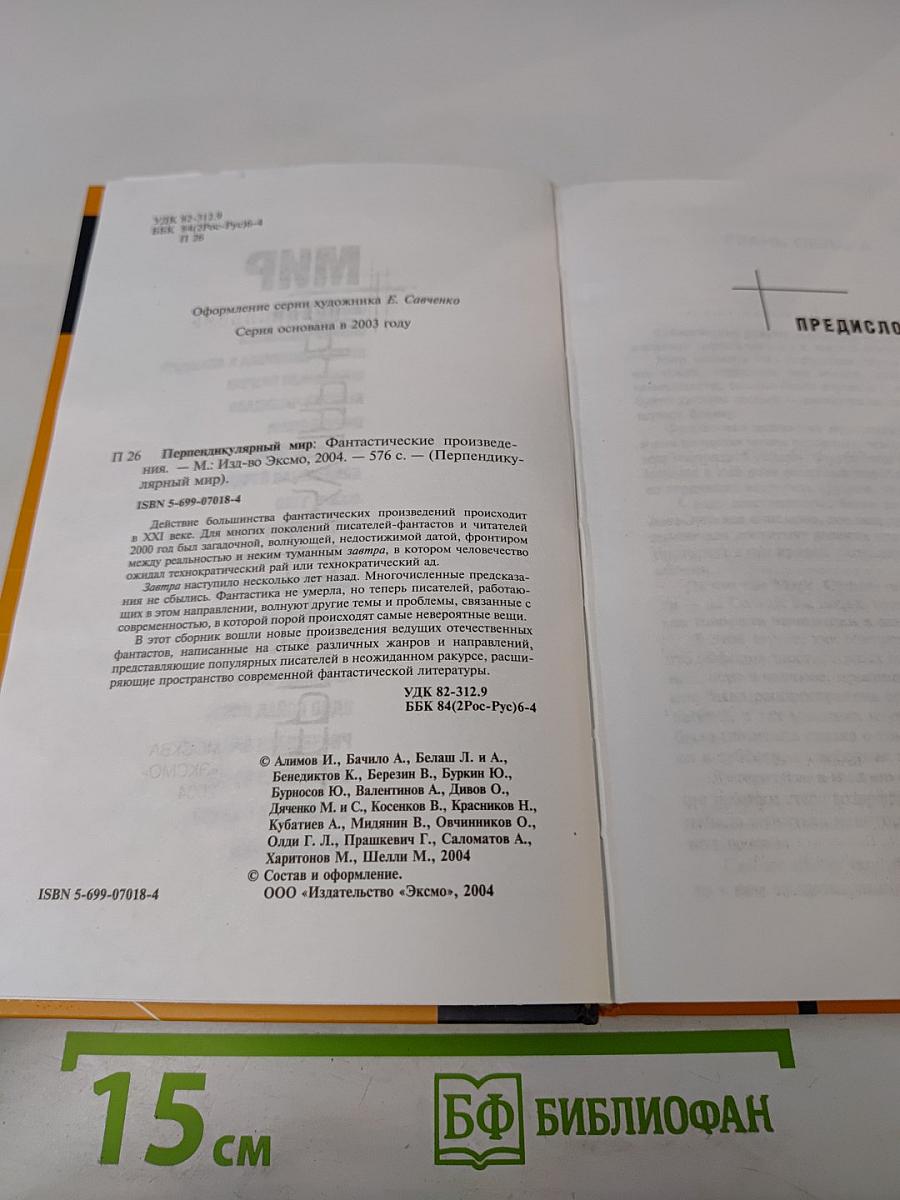 УДК 82-312.9
ББК 84(2Рос-Рус)6-4
П 26
Оформление серии художника Е. Савченко
Серия основана в 2003 году
П 26 Перпендикулярный мир: Фантастические произведе-
ния. — М.: Изд-во Эксмо, 2004. — 576 с. — (Перпендику-
лярный мир).
ISBN 5-699-07018-4
Действие большинства фантастических произведений происходит
в XXI веке. Для многих поколений писателей-фантастов и читателей
2000 год был загадочной, волнующей, недостижимой датой, фронтиром
между реальностью и неким туманным завтра, в котором человечество
ожидал технократический рай или технократический ад.
Завтра наступило несколько лет назад. Многочисленные предсказа-
ния не сбылись. Фантастика не умерла, но теперь писателей, работаю-
щих в этом направлении, волнуют другие темы и проблемы, связанные с
современностью, в которой порой происходят самые невероятные вещи.
В этот сборник вошли новые произведения ведущих отечественных
фантастов, написанные на стыке различных жанров и направлений,
представляющие популярных писателей в неожиданном ракурсе, расши-
ряющие пространство современной фантастической литературы.
УДК 82-312.9
ББК 84(2Рос-Рус)6-4
© Алимов И., Бачило А., Белаш Л. и А.,
Бенедиктов К., Березин В., Буркин Ю.,
Бурносов Ю., Валентинов А., Дивов О.,
Дяченко М. и С., Косенков В., Красников Н.,
Кубатиев А., Мидянин В., Овчинников О.,
Олди Г. Л., Прашкевич Г., Саломатов А.,
Харитонов М., Шелли М., 2004
© Состав и оформление.
ООО «Издательство «Эксмо», 2004
ISBN 5-699-07018-4
ПРЕДИСЛО
15 см
БФ БИБЛИОФАН